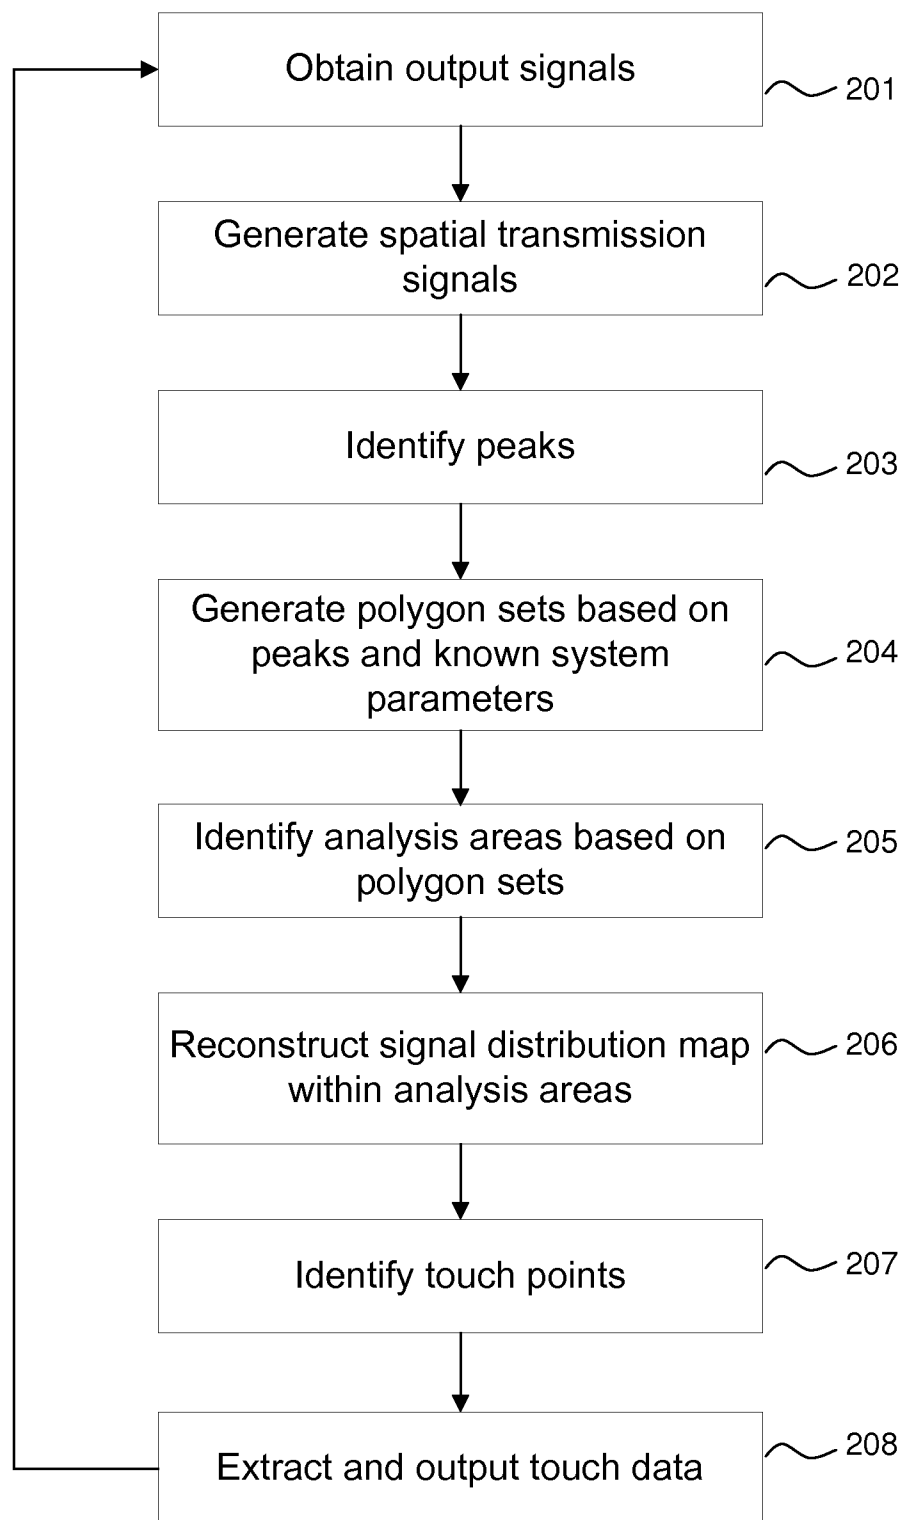 Obtain output signals
201
Generate spatial transmission
signals
202
Identify peaks
203
Generate polygon sets based on
peaks and known system
parameters
204
Identify analysis areas based on
polygon sets
205
Reconstruct signal distribution map
within analysis areas
206
Identify touch points
207
Extract and output touch data
208